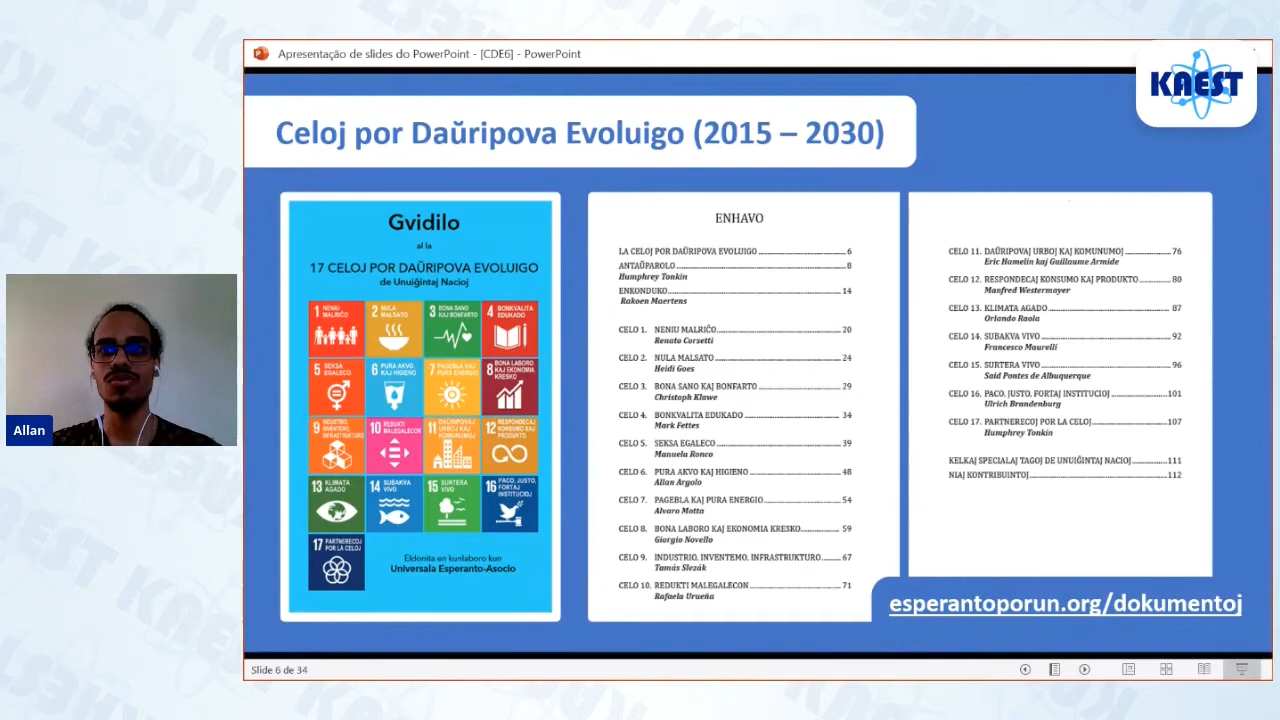 Apresentação de slides do PowerPoint - [CDE6] - PowerPoint
KAEST
Celoj por Daŭripova Evoluigo (2015 – 2030)
Gvidilo
al la
17 CELOJ POR DAŬRIPOVA EVOLUIGO
de Unuiĝintaj Nacioj
1 NENIU MALRIĈO
2 NULA MALSATO
3 BONA SANO KAJ BONFARTO
4 BONKVALITA EDUKADO
5 SEKSA EGALECO
6 PURA AKVO KAJ HIGIENO
7 PAGEBLA KAJ PURA ENERGIO
8 BONA LABORO KAJ EKONOMIA KRESKO
9 INDUSTRIO, INVENTEMO, INFRASTRUKTURO
10 REDUKTI MALEGALECON
11 DAŬRIPOVAJ URBOJ KAJ KOMUNUMOJ
12 RESPONDECAJ KONSUMO KAJ PRODUKTO
13 KLIMATA AGADO
14 SUBAKVA VIVO
15 SURTERA VIVO
16 PACO, JUSTO, FORTAJ INSTITUCIOJ
17 PARTNERECOJ POR LA CELOJ
Eldonita en kunlaboro kun
Universala Esperanto-Asocio
ENHAVO
LA CELOJ POR DAŬRIPOVA EVOLUIGO 6
ANTAŬPAROLO 8
Humphrey Tonkin
ENKONDUKO 14
Rakoen Maertens
CELO 1. NENIU MALRIĈO 20
Renato Corsetti
CELO 2. NULA MALSATO 24
Heidi Goes
CELO 3. BONA SANO KAJ BONFARTO 29
Christoph Klawe
CELO 4. BONKVALITA EDUKADO 34
Mark Fettes
CELO 5. SEKSA EGALECO 39
Manuela Ronco
CELO 6. PURA AKVO KAJ HIGIENO 48
Allan Argolo
CELO 7. PAGEBLA KAJ PURA ENERGIO 54
Alvaro Motta
CELO 8. BONA LABORO KAJ EKONOMIA KRESKO 59
Giorgio Novello
CELO 9. INDUSTRIO, INVENTEMO, INFRASTRUKTURO 67
Tamás Slezák
CELO 10. REDUKTI MALEGALECON 71
Rafaela Urueña
CELO 11. DAŬRIPOVAJ URBOJ KAJ KOMUNUMOJ 76
Eric Hamelin kaj Guillaume Armide
CELO 12. RESPONDECAJ KONSUMO KAJ PRODUKTO 80
Manfred Westermayer
CELO 13. KLIMATA AGADO 87
Orlando Raola
CELO 14. SUBAKVA VIVO 92
Francesco Maurelli
CELO 15. SURTERA VIVO 96
Said Pontes de Albuquerque
CELO 16. PACO, JUSTO, FORTAJ INSTITUCIOJ 101
Ulrich Brandenburg
CELO 17. PARTNERECOJ POR LA CELOJ 107
Humphrey Tonkin
KELKAJ SPECIALAJ TAGOJ DE UNUIĜINTAJ NACIOJ 111
NIAJ KONTRIBUINTOJ 112
esperantoporun.org/dokumentoj
Allan
Slide 6 de 34